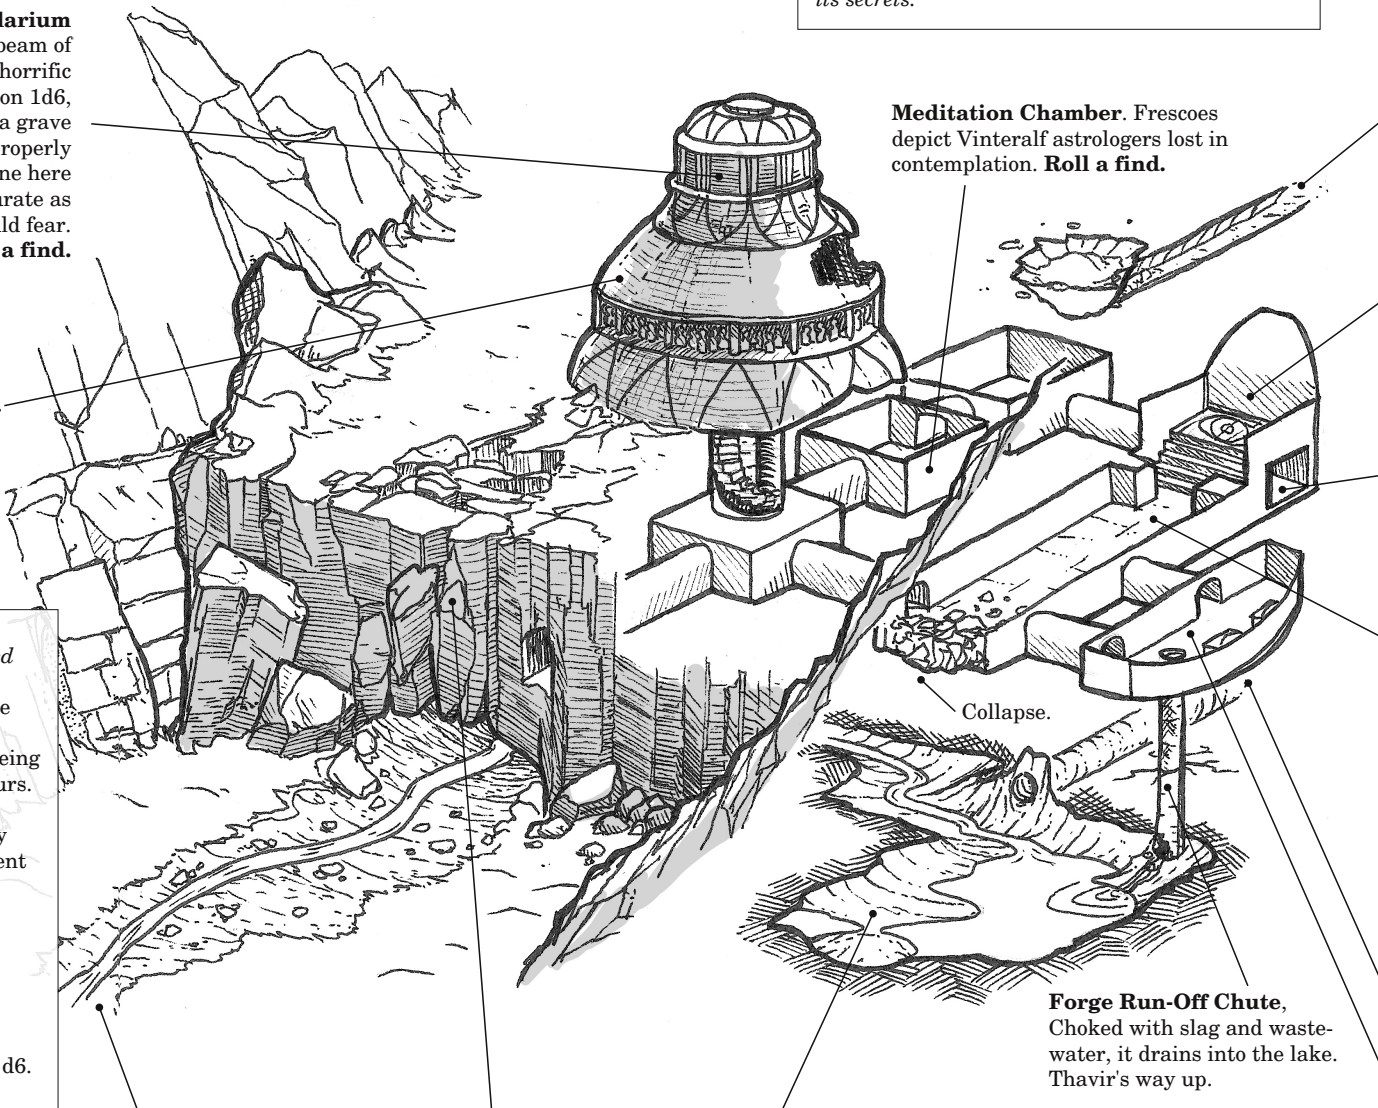 its secrets.
larium
beam of
horrific
on 1d6,
a grave
roperly
ne here
urate as
ld fear.
a find.
Meditation Chamber. Frescoes
depict Vinteralf astrologers lost in
contemplation. Roll a find.
d
e
eing
urs.
y
ent
d6.
Collapse.
Forge Run-Off Chute,
Choked with slag and waste-
water, it drains into the lake.
Thavir's way up.